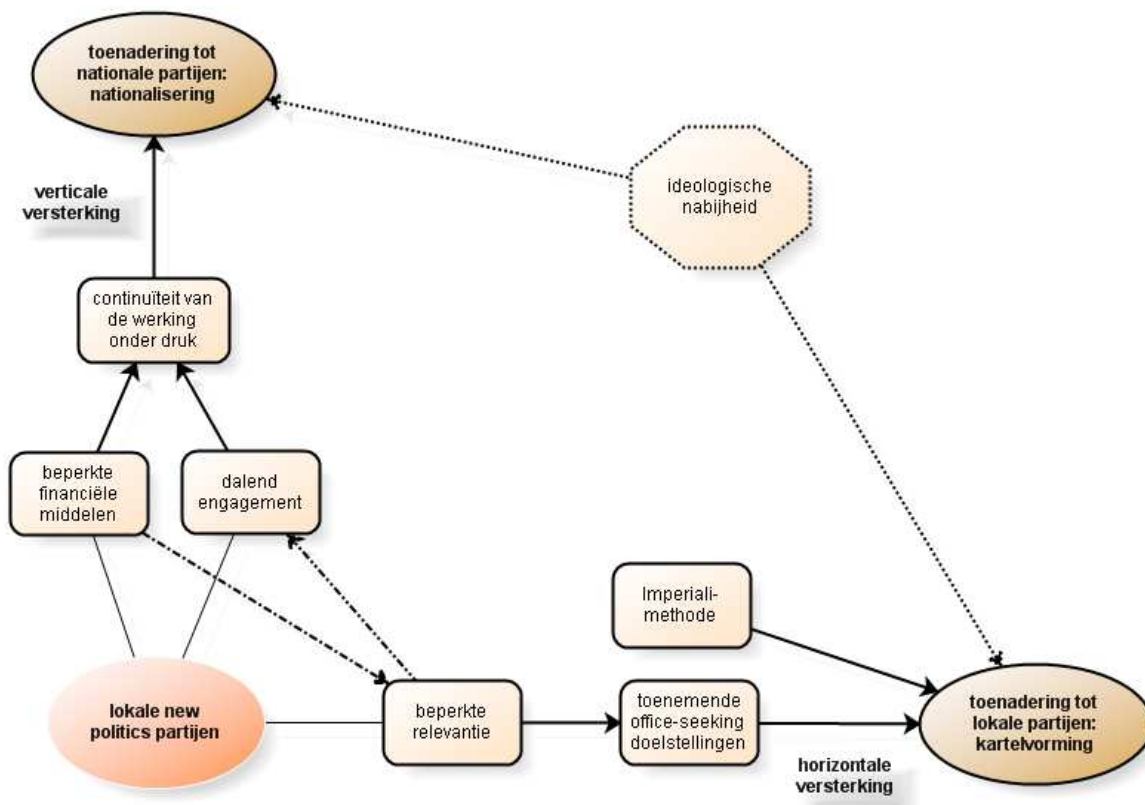 toenadering tot
nationale partijen:
nationalisering
ideologische
nabijheid
verticale
versterking
continuïteit van
de werking
onder druk
beperkte
financiële
middelen
dalend
engagement
Imperiali-
methode
lokale new
politics partijen
beperkte
relevantie
toenemende
office-seeking
doelstellingen
toenadering tot
lokale partijen:
kartelvorming
horizontale
versterking